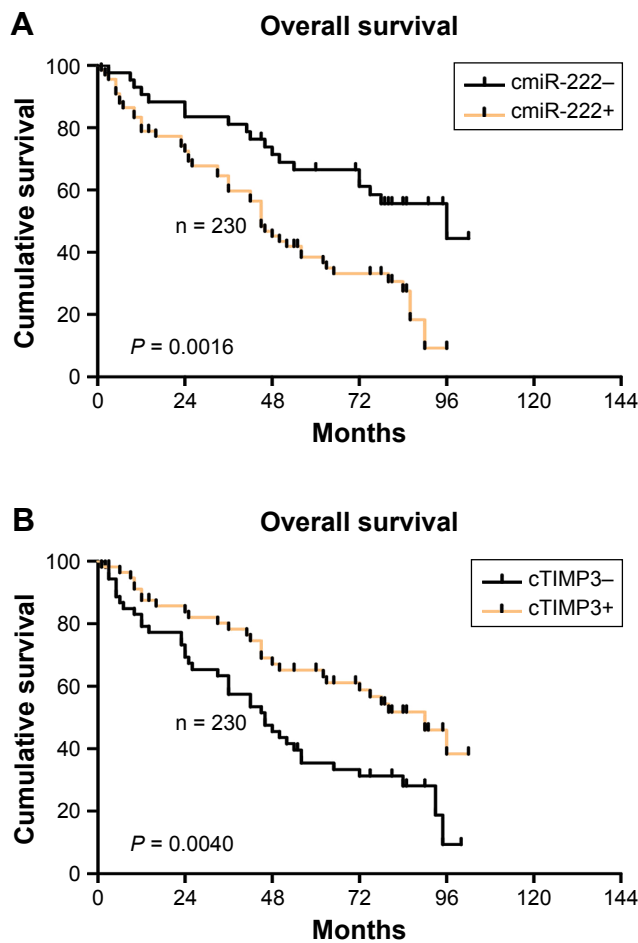 A
Overall survival
100
80
60
40
20
0
Cumulative survival
cmiR-222–
cmiR-222+
n = 230
P = 0.0016
0 24 48 72 96 120 144
Months
B
Overall survival
100
80
60
40
20
0
Cumulative survival
cTIMP3–
cTIMP3+
n = 230
P = 0.0040
0 24 48 72 96 120 144
Months